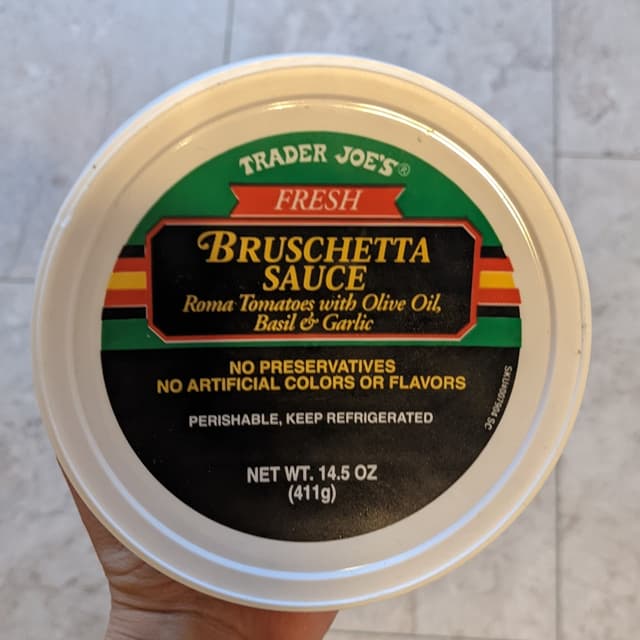 TRADER JOE'S®
FRESH
BRUSCHETTA
SAUCE
Roma Tomatoes with Olive Oil,
Basil & Garlic
NO PRESERVATIVES
NO ARTIFICIAL COLORS OR FLAVORS
PERISHABLE, KEEP REFRIGERATED
NET WT. 14.5 OZ
(411g)